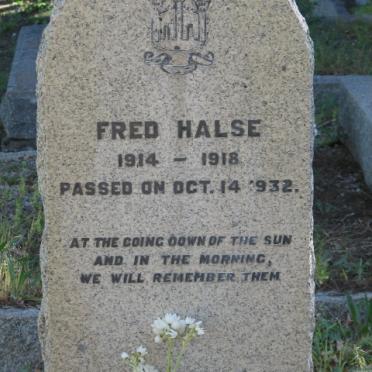 FRED HALSE
1914 – 1918
PASSED ON OCT. 14 1932.
AT THE GOING DOWN OF THE SUN
AND IN THE MORNING,
WE WILL REMEMBER THEM